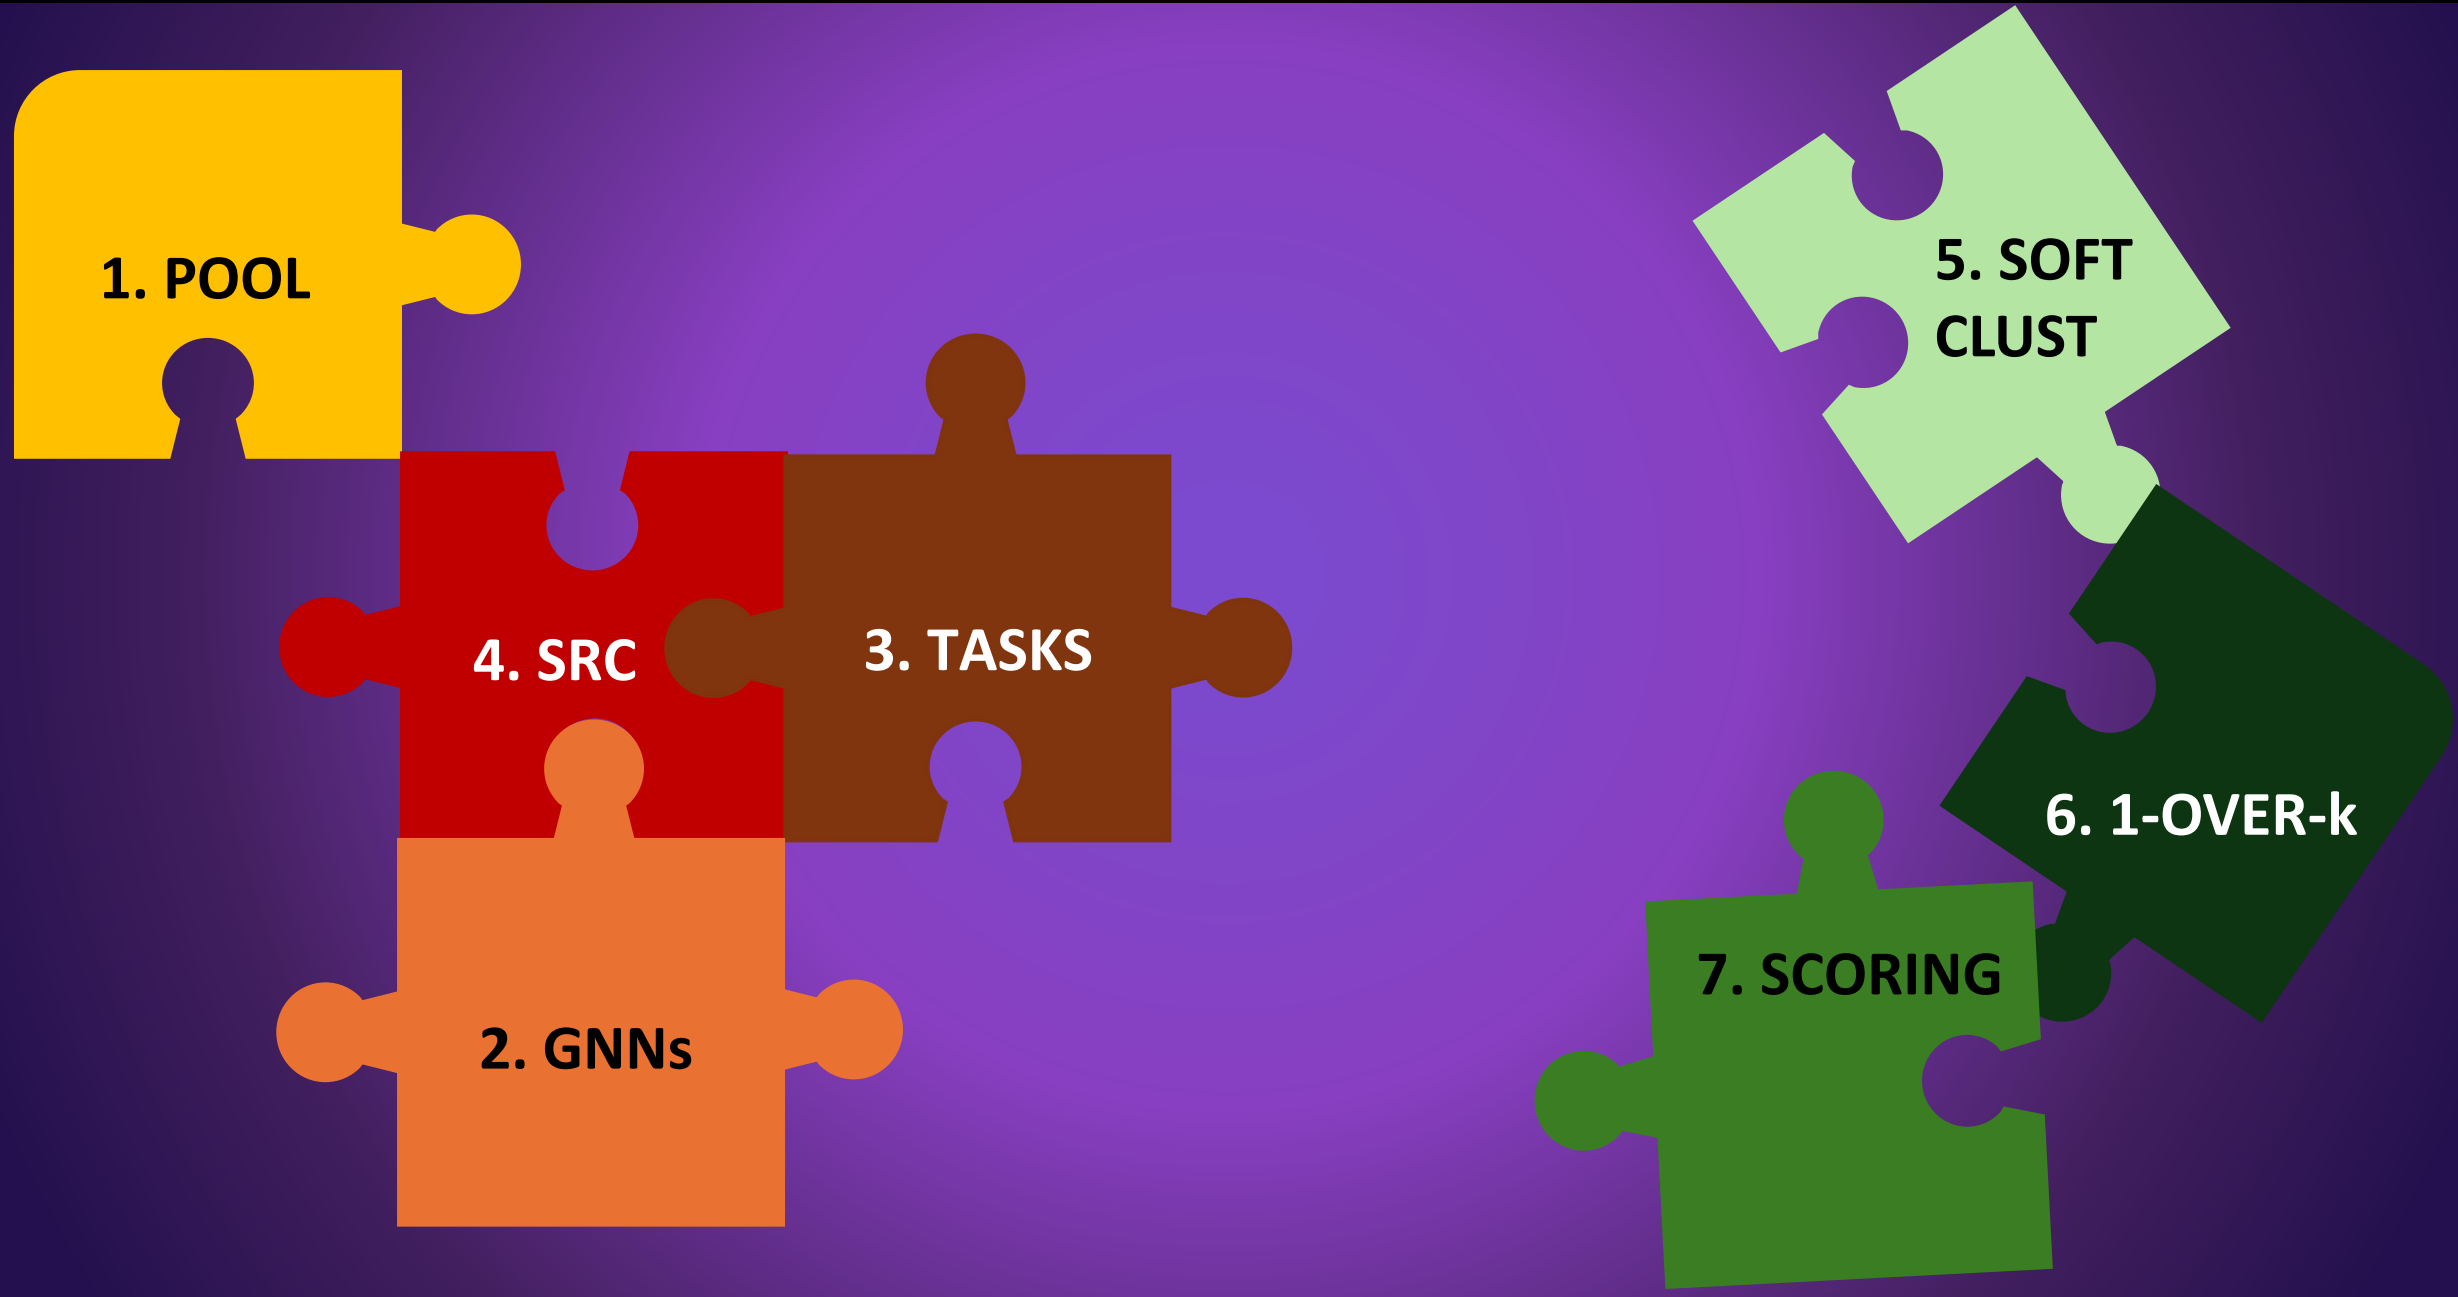 1. POOL
4. SRC
3. TASKS
2. GNNs
5. SOFT
CLUST
6. 1-OVER-k
7. SCORING